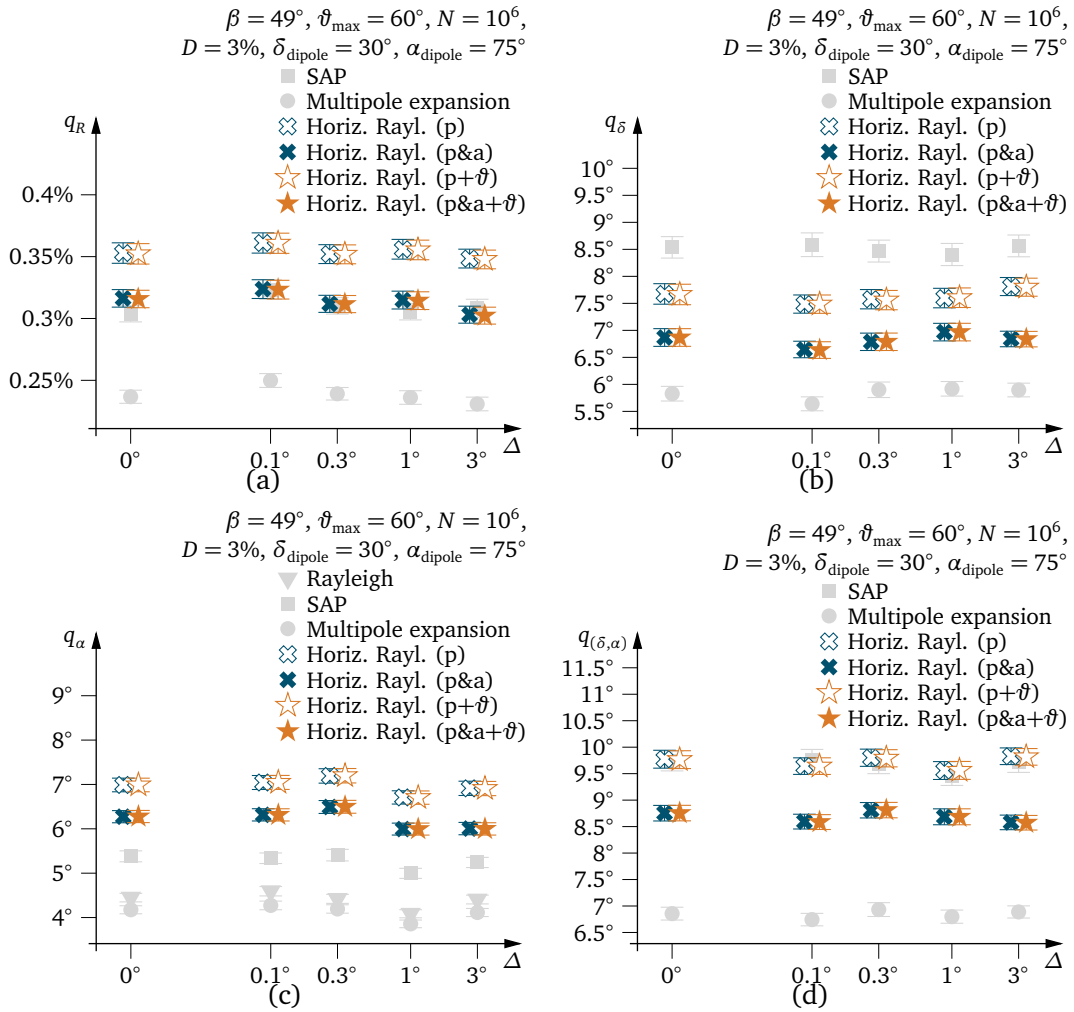 β = 49°, ϑmax = 60°, N = 10⁶,
D = 3%, δdipole = 30°, αdipole = 75°
SAP
Multipole expansion
Horiz. Rayl. (p)
Horiz. Rayl. (p&a)
Horiz. Rayl. (p+ϑ)
Horiz. Rayl. (p&a+ϑ)
qR
0.4%
0.35%
0.3%
0.25%
0° 0.1° 0.3° 1° 3° Δ
(a)
β = 49°, ϑmax = 60°, N = 10⁶,
D = 3%, δdipole = 30°, αdipole = 75°
SAP
Multipole expansion
Horiz. Rayl. (p)
Horiz. Rayl. (p&a)
Horiz. Rayl. (p+ϑ)
Horiz. Rayl. (p&a+ϑ)
qδ
10°
9.5°
9°
8.5°
8°
7.5°
7°
6.5°
6°
5.5°
0° 0.1° 0.3° 1° 3° Δ
(b)
β = 49°, ϑmax = 60°, N = 10⁶,
D = 3%, δdipole = 30°, αdipole = 75°
Rayleigh
SAP
Multipole expansion
Horiz. Rayl. (p)
Horiz. Rayl. (p&a)
Horiz. Rayl. (p+ϑ)
Horiz. Rayl. (p&a+ϑ)
qα
9°
8°
7°
6°
5°
4°
0° 0.1° 0.3° 1° 3° Δ
(c)
β = 49°, ϑmax = 60°, N = 10⁶,
D = 3%, δdipole = 30°, αdipole = 75°
SAP
Multipole expansion
Horiz. Rayl. (p)
Horiz. Rayl. (p&a)
Horiz. Rayl. (p+ϑ)
Horiz. Rayl. (p&a+ϑ)
q(δ,α)
11.5°
11°
10.5°
10°
9.5°
9°
8.5°
8°
7.5°
7°
6.5°
0° 0.1° 0.3° 1° 3° Δ
(d)